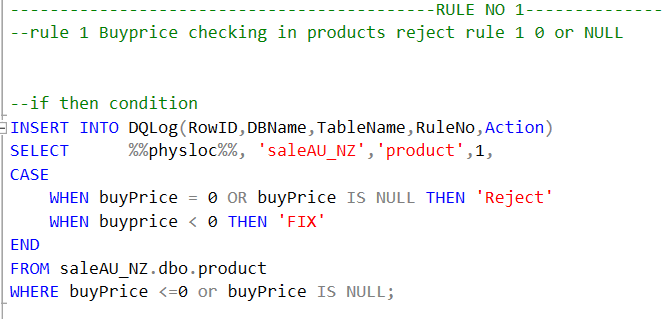 ------------------------------------------RULE NO 1--------------
--rule 1 Buyprice checking in products reject rule 1 0 or NULL
--if then condition
INSERT INTO DQLog(RowID,DBName,TableName,RuleNo,Action)
SELECT      %%physloc%%, 'saleAU_NZ','product',1,
CASE
    WHEN buyPrice = 0 OR buyPrice IS NULL THEN 'Reject'
    WHEN buyprice < 0 THEN 'FIX'
END
FROM saleAU_NZ.dbo.product
WHERE buyPrice <=0 or buyPrice IS NULL;